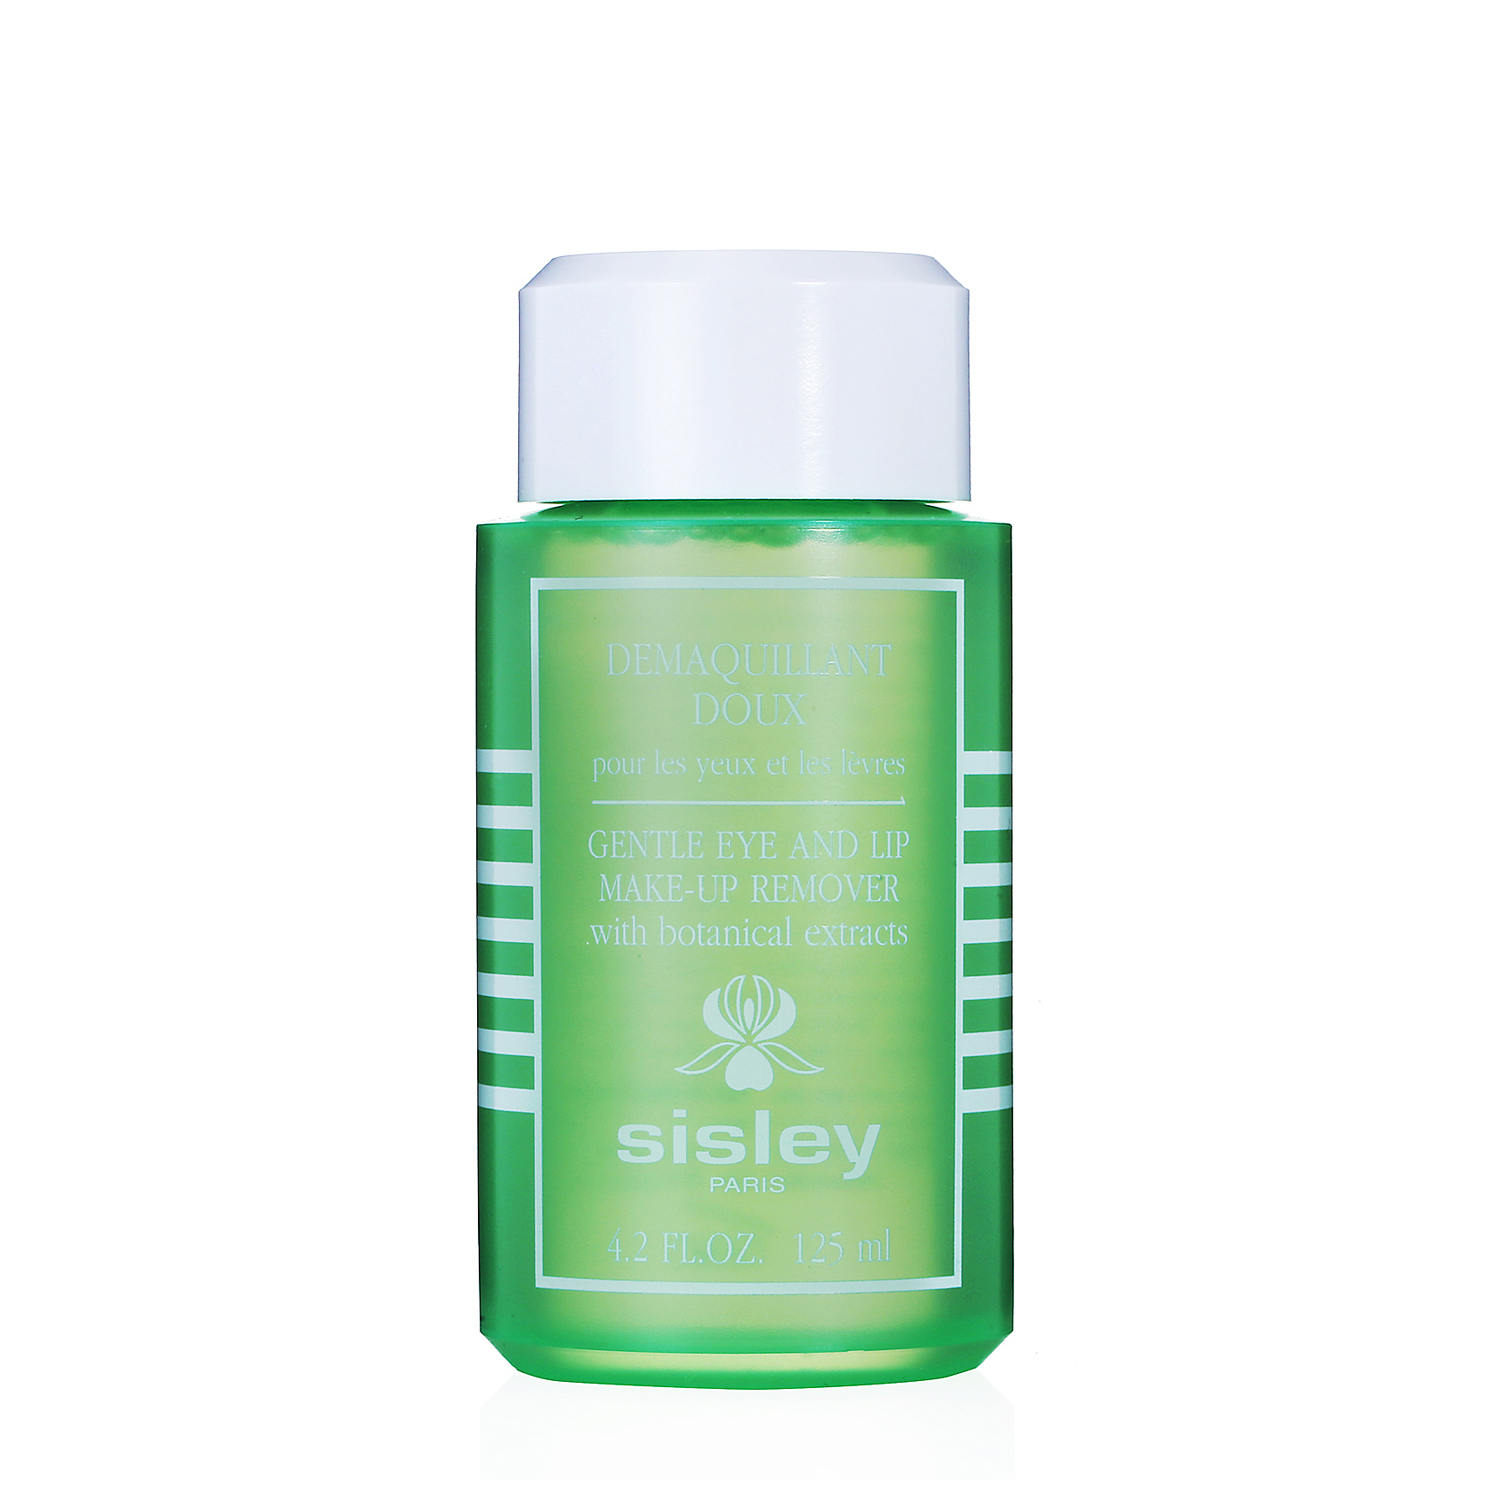 DEMAQUILLANT
DOUX
pour les yeux et les lèvres
GENTLE EYE AND LIP
MAKE-UP REMOVER
with botanical extracts
sisley
PARIS
4.2 FL.OZ. 125 ml